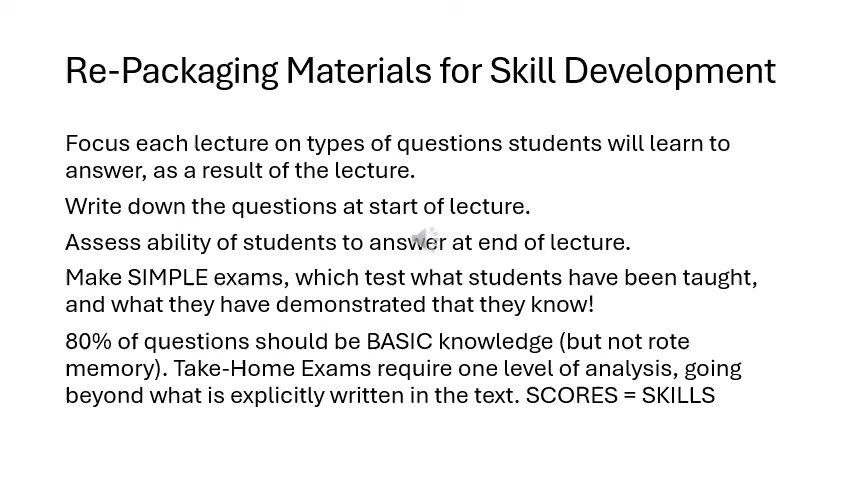 Re-Packaging Materials for Skill Development
Focus each lecture on types of questions students will learn to
answer, as a result of the lecture.
Write down the questions at start of lecture.
Assess ability of students to answer at end of lecture.
Make SIMPLE exams, which test what students have been taught,
and what they have demonstrated that they know!
80% of questions should be BASIC knowledge (but not rote
memory). Take-Home Exams require one level of analysis, going
beyond what is explicitly written in the text. SCORES = SKILLS